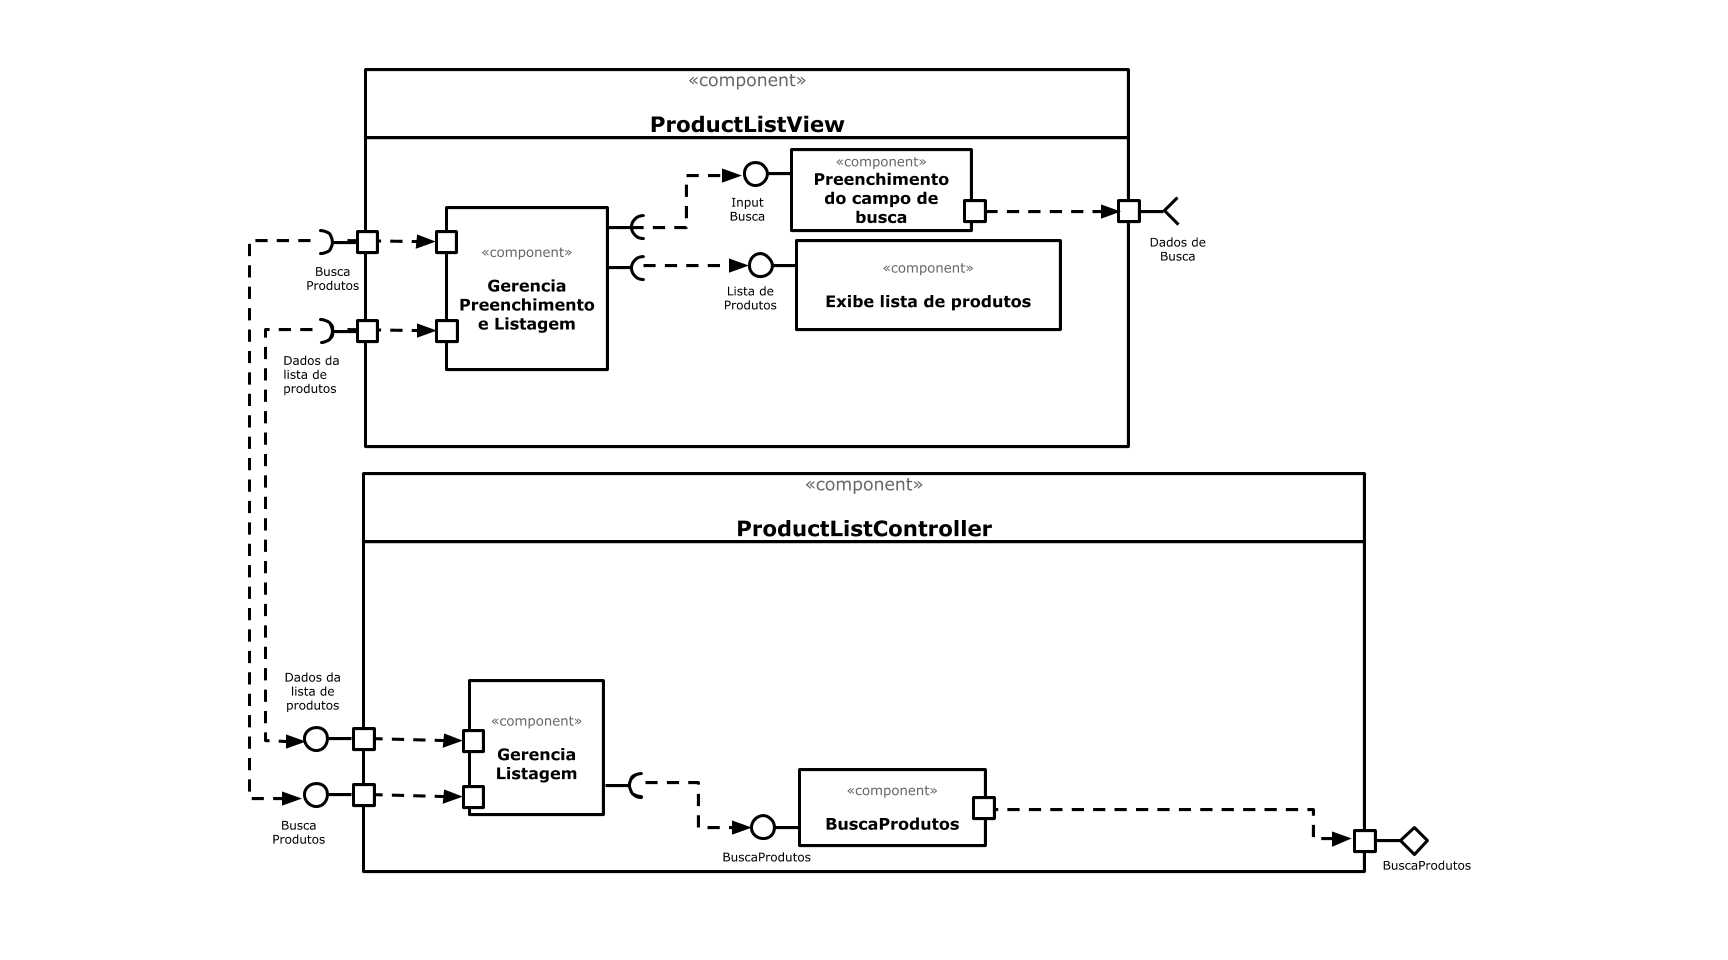 «component»
ProductListView
«component»
Preenchimento
do campo de
busca
Input
Busca
Dados de
Busca
«component»
Gerencia
Preenchimento
e Listagem
Busca
Produtos
Lista de
Produtos
«component»
Exibe lista de produtos
Dados da
lista de
produtos
«component»
ProductListController
Dados da
lista de
produtos
«component»
Gerencia
Listagem
Busca
Produtos
«component»
BuscaProdutos
BuscaProdutos
BuscaProdutos